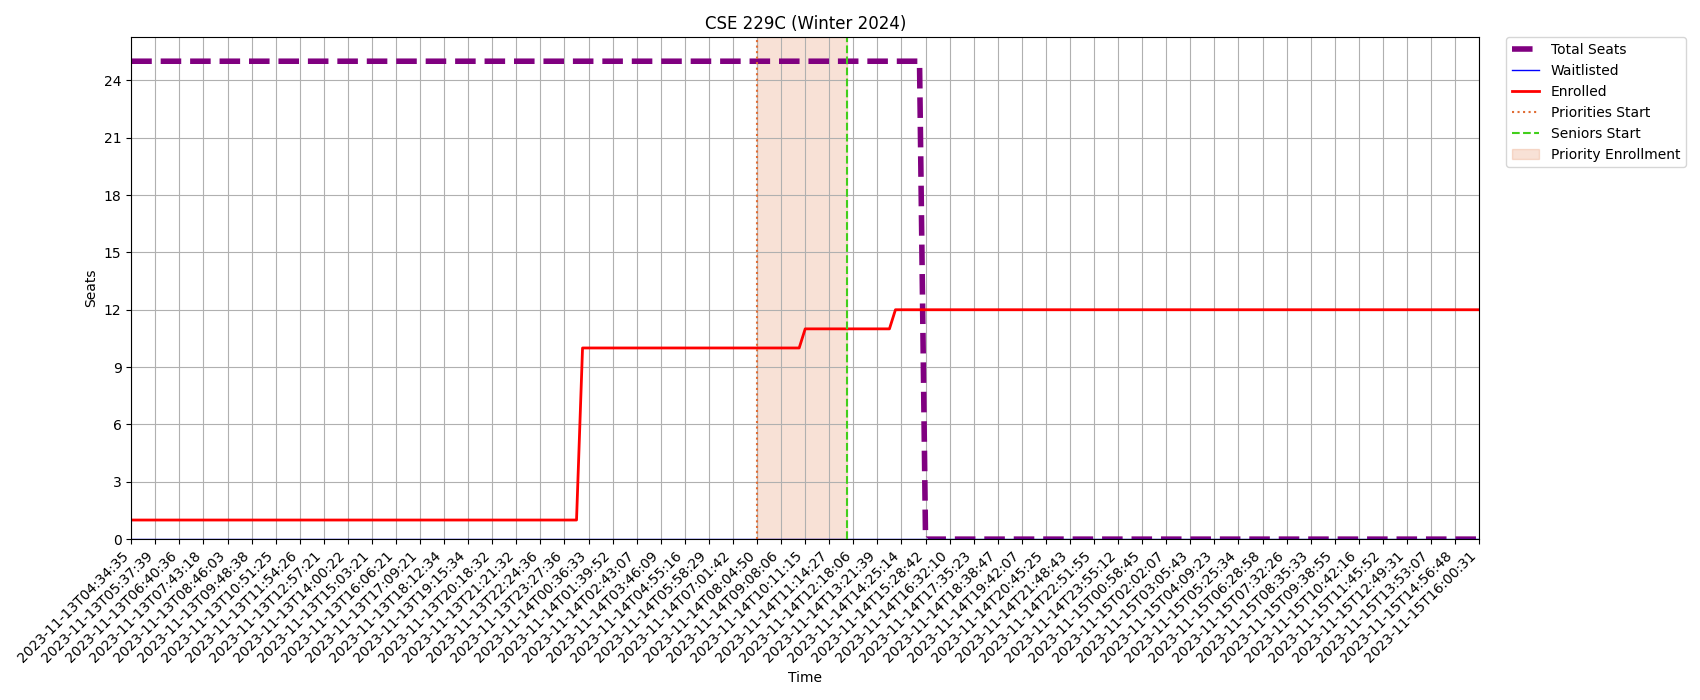 CSE 229C (Winter 2024)
Total Seats
Waitlisted
Enrolled
Priorities Start
Seniors Start
Priority Enrollment
Seats
24
21
18
15
12
9
6
3
0
2023-11-13T04:34:35
2023-11-13T05:37:39
2023-11-13T06:40:36
2023-11-13T07:43:18
2023-11-13T08:46:03
2023-11-13T09:48:38
2023-11-13T10:51:25
2023-11-13T11:54:26
2023-11-13T12:57:21
2023-11-13T14:00:22
2023-11-13T15:03:21
2023-11-13T16:06:21
2023-11-13T17:09:21
2023-11-13T18:12:34
2023-11-13T19:15:34
2023-11-13T20:18:32
2023-11-13T21:21:32
2023-11-13T22:24:36
2023-11-13T23:27:36
2023-11-14T00:36:33
2023-11-14T01:39:52
2023-11-14T02:43:07
2023-11-14T03:46:09
2023-11-14T04:55:16
2023-11-14T05:58:29
2023-11-14T07:01:42
2023-11-14T08:04:50
2023-11-14T09:08:06
2023-11-14T10:11:15
2023-11-14T11:14:27
2023-11-14T12:18:06
2023-11-14T13:21:39
2023-11-14T14:25:14
2023-11-14T15:28:42
2023-11-14T16:32:10
2023-11-14T17:35:23
2023-11-14T18:38:47
2023-11-14T19:42:07
2023-11-14T20:45:25
2023-11-14T21:48:43
2023-11-14T22:51:55
2023-11-14T23:55:12
2023-11-15T00:58:45
2023-11-15T02:02:07
2023-11-15T03:05:43
2023-11-15T04:09:23
2023-11-15T05:25:34
2023-11-15T06:28:58
2023-11-15T07:32:26
2023-11-15T08:35:33
2023-11-15T09:38:55
2023-11-15T10:42:16
2023-11-15T11:45:52
2023-11-15T12:49:31
2023-11-15T13:53:07
2023-11-15T14:56:48
2023-11-15T16:00:31
Time